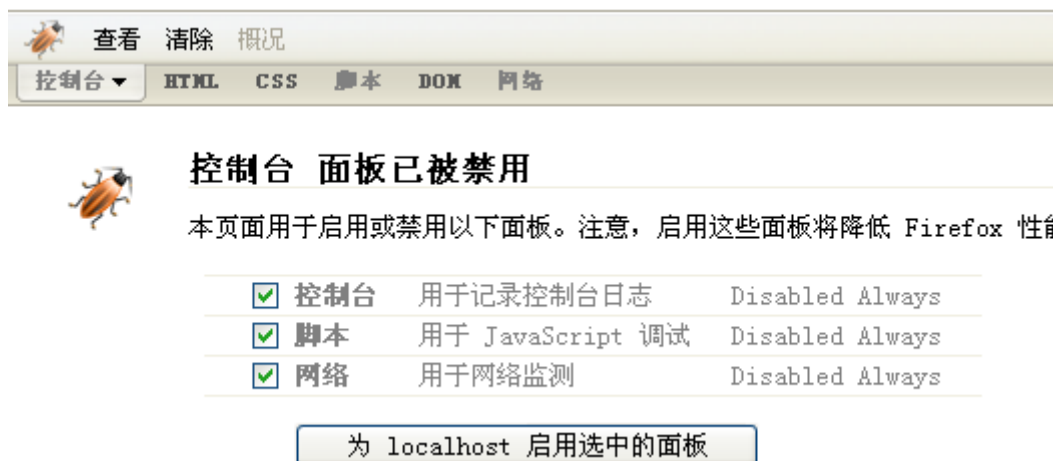 查看 清除 概况
控制台 HTML CSS 脚本 DOM 网络
控制台 面板已被禁用
本页面用于启用或禁用以下面板。注意，启用这些面板将降低 Firefox 性能
控制台 用于记录控制台日志 Disabled Always
脚本 用于 JavaScript 调试 Disabled Always
网络 用于网络监测 Disabled Always
为 localhost 启用选中的面板